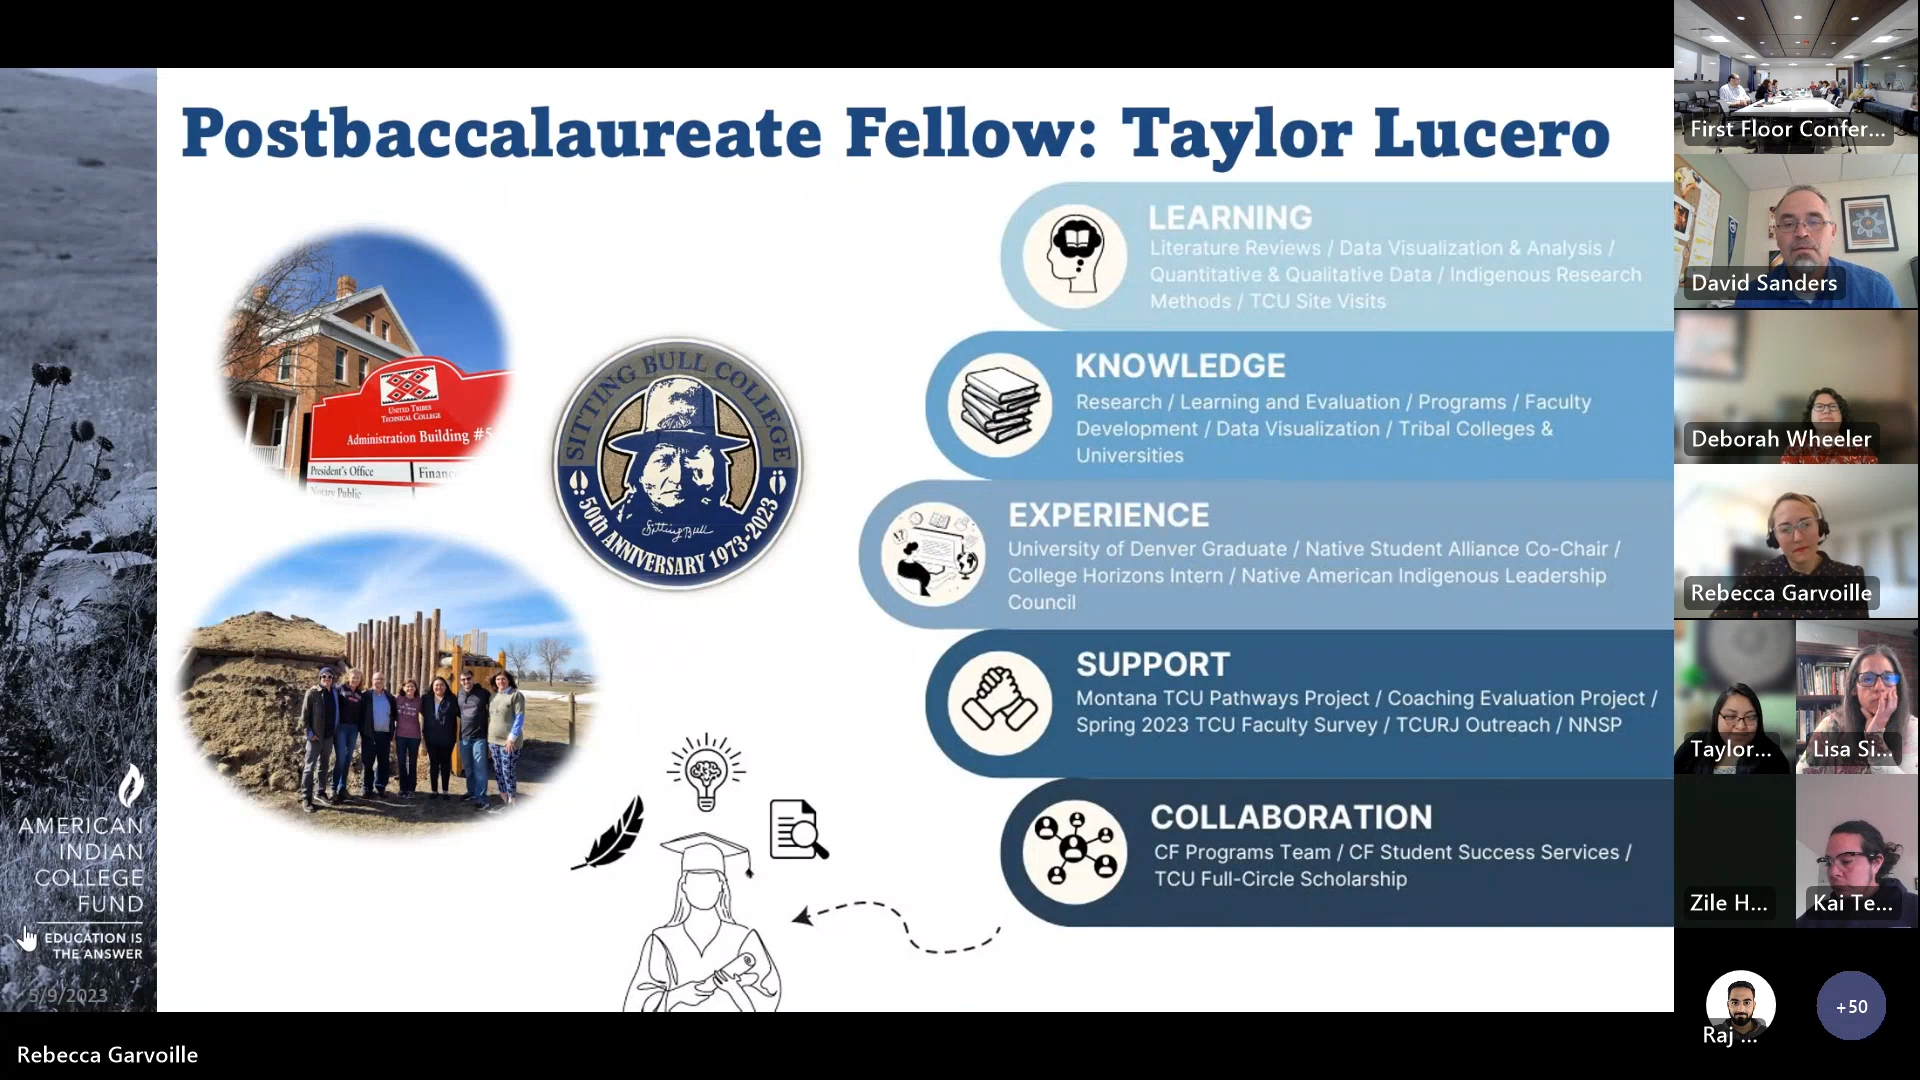 Postbaccalaureate Fellow: Taylor Lucero
UNITED TRIBES
TECHNICAL COLLEGE
Administration Building #5
President's Office
Financ
Notary Public
SITTING BULL COLLEGE
Sitting Bull
50th ANNIVERSARY 1973-2023
LEARNING
Literature Reviews / Data Visualization & Analysis /
Quantitative & Qualitative Data / Indigenous Research
Methods / TCU Site Visits
KNOWLEDGE
Research / Learning and Evaluation / Programs / Faculty
Development / Data Visualization / Tribal Colleges &
Universities
EXPERIENCE
University of Denver Graduate / Native Student Alliance Co-Chair /
College Horizons Intern / Native American Indigenous Leadership
Council
SUPPORT
Montana TCU Pathways Project / Coaching Evaluation Project /
Spring 2023 TCU Faculty Survey / TCURJ Outreach / NNSP
COLLABORATION
CF Programs Team / CF Student Success Services /
TCU Full-Circle Scholarship
AMERICAN
INDIAN
COLLEGE
FUND
EDUCATION IS
THE ANSWER
5/9/2023
Rebecca Garvoille
First Floor Confer...
David Sanders
Deborah Wheeler
Rebecca Garvoille
Taylor...
Lisa Si...
Zile H...
Kai Te...
Raj ...
+50